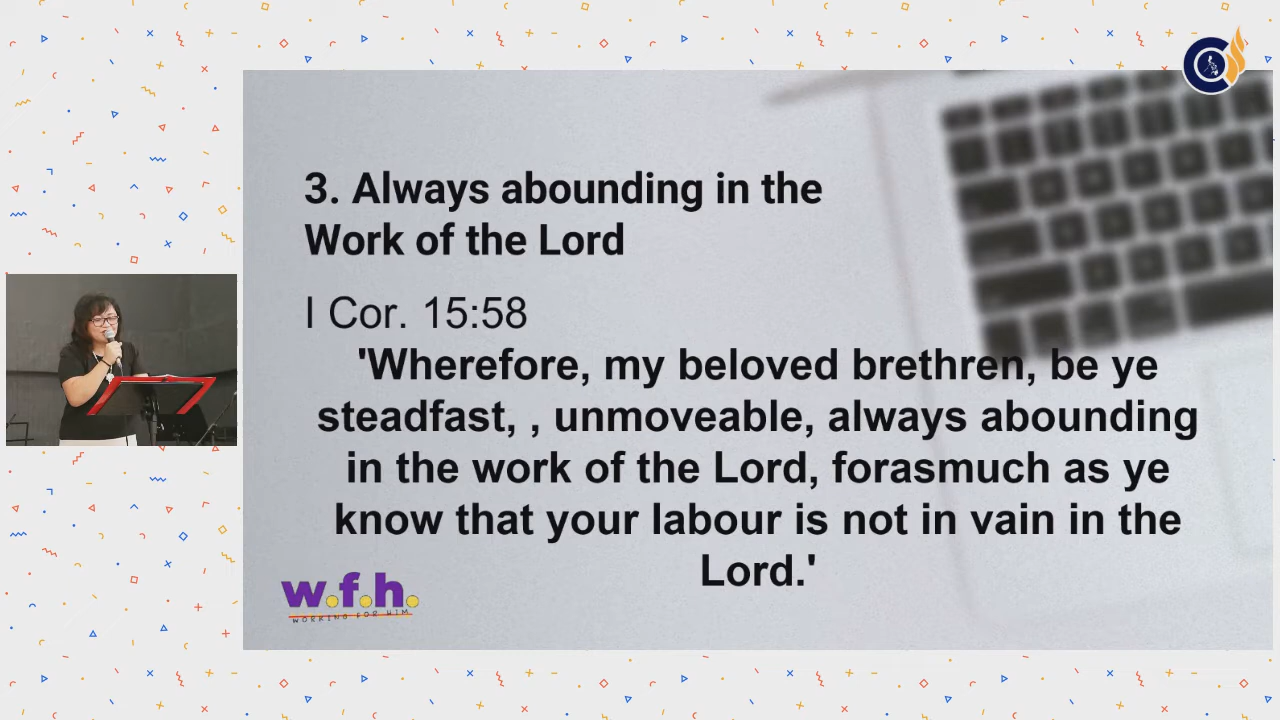 3. Always abounding in the
Work of the Lord
I Cor. 15:58
'Wherefore, my beloved brethren, be ye
steadfast, , unmoveable, always abounding
in the work of the Lord, forasmuch as ye
know that your labour is not in vain in the
Lord.'
w.f.h.
WORKING FOR HIM